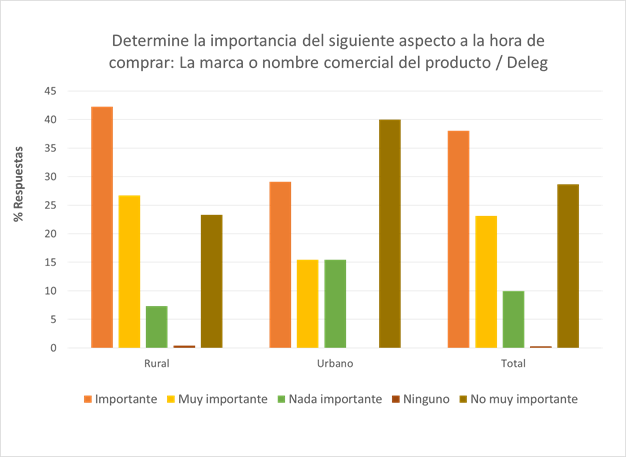 Determine la importancia del siguiente aspecto a la hora de
comprar: La marca o nombre comercial del producto / Deleg
% Respuestas
45
40
35
30
25
20
15
10
5
0
Rural Urbano Total
Importante Muy importante Nada importante Ninguno No muy importante